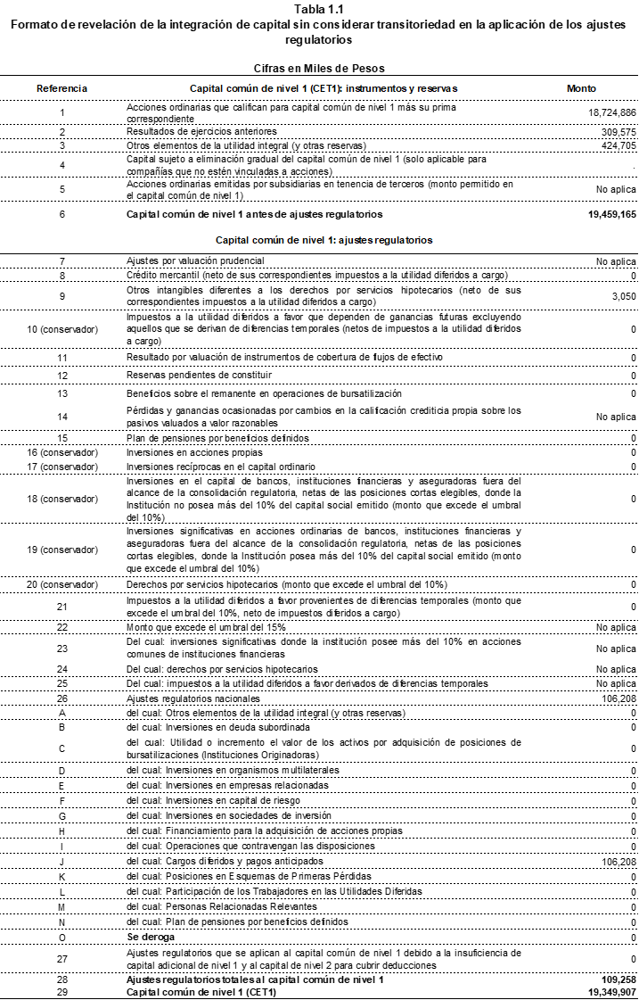 Tabla 1.1
Formato de revelación de la integración de capital sin considerar transitoriedad en la aplicación de los ajustes
regulatorios
Cifras en Miles de Pesos
Referencia Capital común de nivel 1 (CET1): instrumentos y reservas Monto
1 Acciones ordinarias que califican para capital común de nivel 1 más su prima
correspondiente 18,724,886
2 Resultados de ejercicios anteriores 309,575
3 Otros elementos de la utilidad integral (y otras reservas) 424,705
4 Capital sujeto a eliminación gradual del capital común de nivel 1 (solo aplicable para
compañías que no estén vinculadas a acciones) .
5 Acciones ordinarias emitidas por subsidiarias en tenencia de terceros (monto permitido en
el capital común de nivel 1) No aplica
6 Capital común de nivel 1 antes de ajustes regulatorios 19,459,165
Capital común de nivel 1: ajustes regulatorios
7 Ajustes por valuación prudencial No aplica
8 Crédito mercantil (neto de sus correspondientes impuestos a la utilidad diferidos a cargo) 0
9 Otros intangibles diferentes a los derechos por servicios hipotecarios (neto de sus
correspondientes impuestos a la utilidad diferidos a cargo) 3,050
10 (conservador) Impuestos a la utilidad diferidos a favor que dependen de ganancias futuras excluyendo
aquellos que se derivan de diferencias temporales (netos de impuestos a la utilidad diferidos
a cargo) 0
11 Resultado por valuación de instrumentos de cobertura de flujos de efectivo 0
12 Reservas pendientes de constituir 0
13 Beneficios sobre el remanente en operaciones de bursatilización 0
14 Pérdidas y ganancias ocasionadas por cambios en la calificación crediticia propia sobre los
pasivos valuados a valor razonables No aplica
15 Plan de pensiones por beneficios definidos 0
16 (conservador) Inversiones en acciones propias 0
17 (conservador) Inversiones recíprocas en el capital ordinario 0
18 (conservador) Inversiones en el capital de bancos, instituciones financieras y aseguradoras fuera del
alcance de la consolidación regulatoria, netas de las posiciones cortas elegibles, donde la
Institución no posea más del 10% del capital social emitido (monto que excede el umbral
del 10%) 0
19 (conservador) Inversiones significativas en acciones ordinarias de bancos, instituciones financieras y
aseguradoras fuera del alcance de la consolidación regulatoria, netas de las posiciones
cortas elegibles, donde la Institución posea más del 10% del capital social emitido (monto
que excede el umbral del 10%) 0
20 (conservador) Derechos por servicios hipotecarios (monto que excede el umbral del 10%) 0
21 Impuestos a la utilidad diferidos a favor provenientes de diferencias temporales (monto que
excede el umbral del 10%, neto de impuestos diferidos a cargo) 0
22 Monto que excede el umbral del 15% No aplica
23 Del cual: inversiones significativas donde la institución posee más del 10% en acciones
comunes de instituciones financieras No aplica
24 Del cual: derechos por servicios hipotecarios No aplica
25 Del cual: impuestos a la utilidad diferidos a favor derivados de diferencias temporales No aplica
26 Ajustes regulatorios nacionales 106,208
A del cual: Otros elementos de la utilidad integral (y otras reservas) 0
B del cual: Inversiones en deuda subordinada 0
C del cual: Utilidad o incremento el valor de los activos por adquisición de posiciones de
bursatilizaciones (Instituciones Originadoras) 0
D del cual: Inversiones en organismos multilaterales 0
E del cual: Inversiones en empresas relacionadas 0
F del cual: Inversiones en capital de riesgo 0
G del cual: Inversiones en sociedades de inversión 0
H del cual: Financiamiento para la adquisición de acciones propias 0
I del cual: Operaciones que contravengan las disposiciones 0
J del cual: Cargos diferidos y pagos anticipados 106,208
K del cual: Posiciones en Esquemas de Primeras Pérdidas 0
L del cual: Participación de los Trabajadores en las Utilidades Diferidas 0
M del cual: Personas Relacionadas Relevantes 0
N del cual: Plan de pensiones por beneficios definidos 0
O Se deroga 0
27 Ajustes regulatorios que se aplican al capital común de nivel 1 debido a la insuficiencia de
capital adicional de nivel 1 y al capital de nivel 2 para cubrir deducciones 0
28 Ajustes regulatorios totales al capital común de nivel 1 109,258
29 Capital común de nivel 1 (CET1) 19,349,907